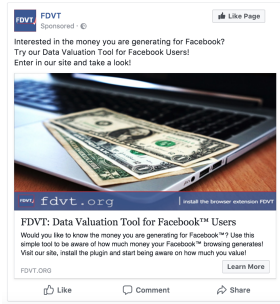 FDVT
FDVT
Sponsored ·
Like Page
Interested in the money you are generating for Facebook?
Try our Data Valuation Tool for Facebook Users!
Enter in our site and take a look!
FDVT fdvt.org install the browser extension FDVT
FDVT: Data Valuation Tool for Facebook™ Users
Would you like to know the money you are generating for Facebook™? Use this
simple tool to be aware of how much money your Facebook™ browsing generates!
Visit our site, install the plugin and start being aware on how much you value!
FDVT.ORG
Learn More
Like Comment Share